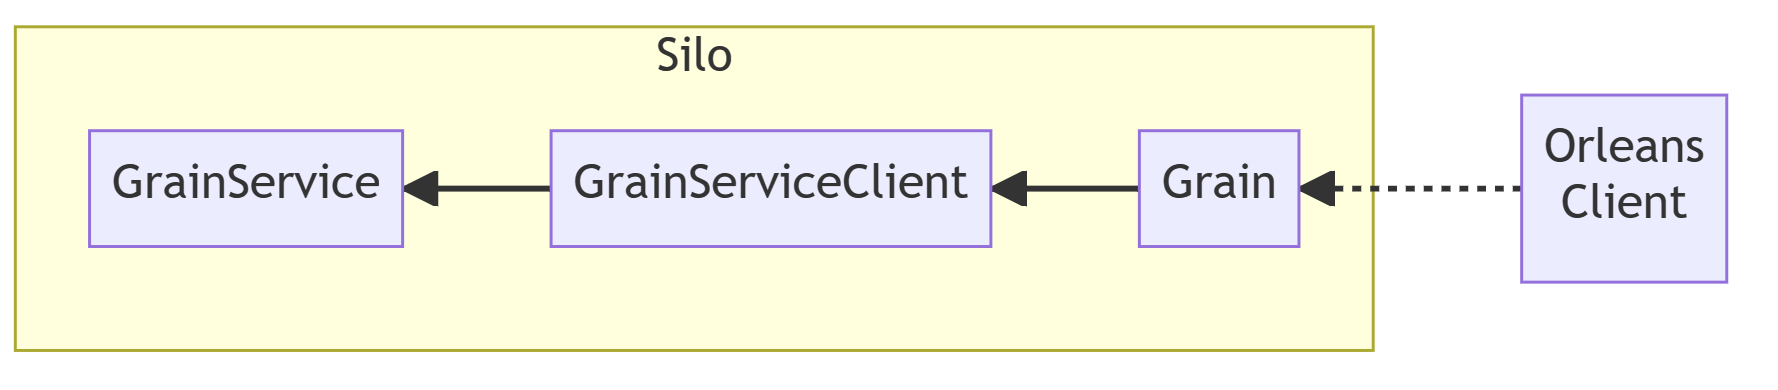 Silo
GrainService
GrainServiceClient
Grain
Orleans
Client